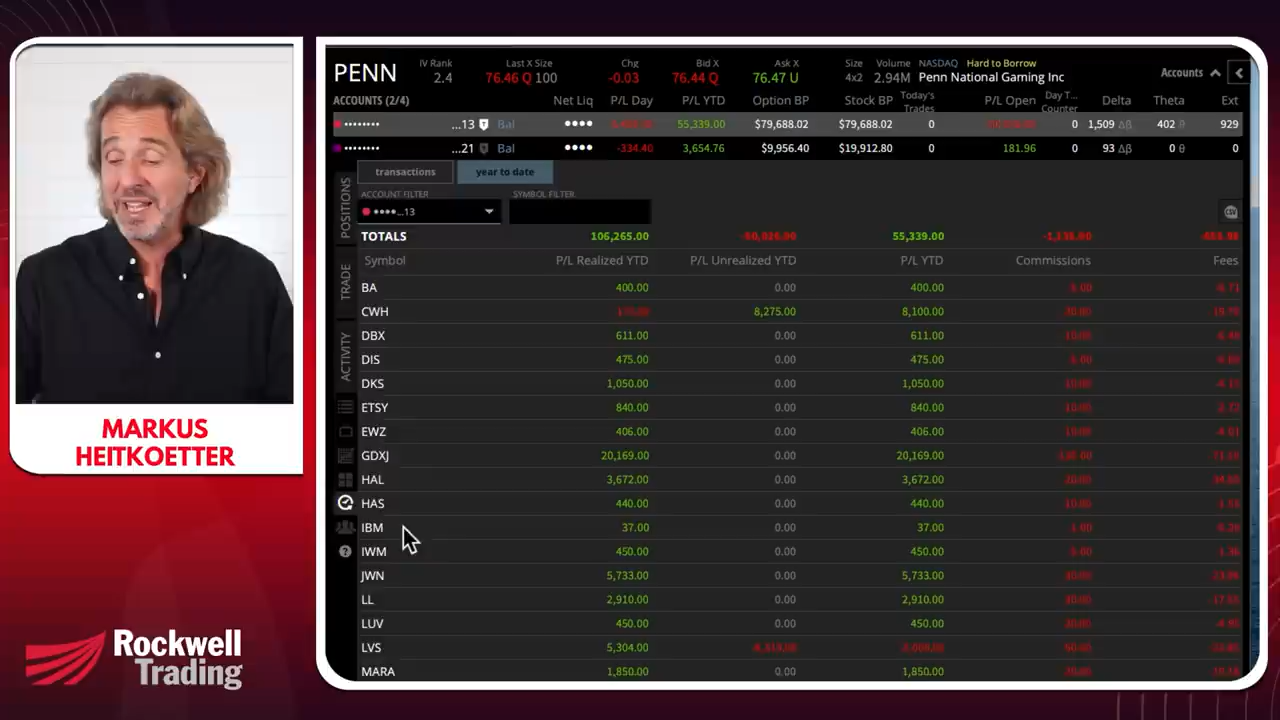 PENN
IV Rank
2.4
Last X Size
76.46 Q 100
Chg
-0.03
Bid X
76.44 Q
Ask X
76.47 U
Size
4x2
Volume
2.94M
NASDAQ Hard to Borrow
Penn National Gaming Inc
Accounts
ACCOUNTS (2/4) Net Liq P/L Day P/L YTD Option BP Stock BP Today's Trades P/L Open Day T... Counter Delta Theta Ext
•••••••• ...13 Bal •••• 55,339.00 $79,688.02 $79,688.02 0 0 1,509 Δβ 402 θ 929
•••••••• ...21 Bal •••• -334.40 3,654.76 $9,956.40 $19,912.80 0 181.96 0 93 Δβ 0 θ 0
POSITIONS
TRADE
ACTIVITY
transactions year to date
ACCOUNT FILTER SYMBOL FILTER
••••...13
CSV
TOTALS 106,265.00 55,339.00
Symbol P/L Realized YTD P/L Unrealized YTD P/L YTD Commissions Fees
BA 400.00 0.00 400.00
CWH 8,275.00 8,100.00
DBX 611.00 0.00 611.00
DIS 475.00 0.00 475.00
DKS 1,050.00 0.00 1,050.00
ETSY 840.00 0.00 840.00
EWZ 406.00 0.00 406.00
GDXJ 20,169.00 0.00 20,169.00
HAL 3,672.00 0.00 3,672.00
HAS 440.00 0.00 440.00
IBM 37.00 0.00 37.00
IWM 450.00 0.00 450.00
JWN 5,733.00 0.00 5,733.00
LL 2,910.00 0.00 2,910.00
LUV 450.00 0.00 450.00
LVS 5,304.00
MARA 1,850.00 0.00 1,850.00
MARKUS
HEITKOETTER
Rockwell
Trading